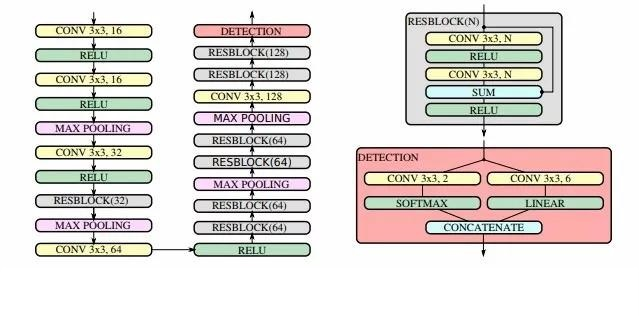 CONV 3x3, 16
RELU
CONV 3x3, 16
RELU
MAX POOLING
CONV 3x3, 32
RELU
RESBLOCK(32)
MAX POOLING
CONV 3x3, 64
DETECTION
RESBLOCK(128)
RESBLOCK(128)
CONV 3x3, 128
MAX POOLING
RESBLOCK(64)
RESBLOCK(64)
MAX POOLING
RESBLOCK(64)
RESBLOCK(64)
RELU
RESBLOCK(N)
CONV 3x3, N
RELU
CONV 3x3, N
SUM
RELU
DETECTION
CONV 3x3, 2
CONV 3x3, 6
SOFTMAX
LINEAR
CONCATENATE